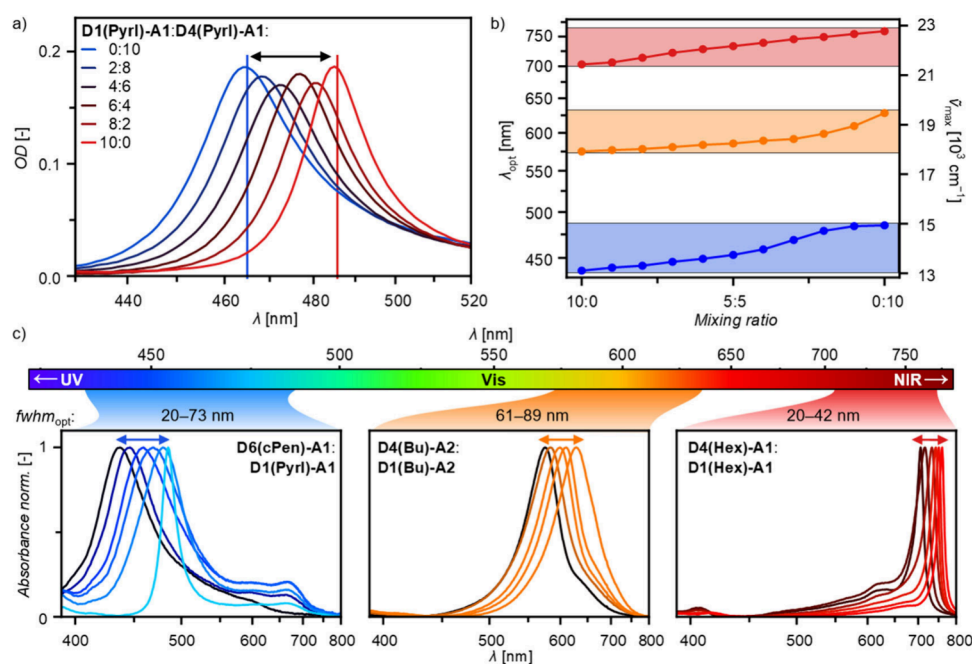 a)
D1(Pyrl)-A1:D4(Pyrl)-A1:
0:10
2:8
4:6
6:4
8:2
10:0
0.2
0.1
0.0
OD [-]
440 460 480 500 520
λ [nm]
b)
750
700
650
600
550
500
450
λopt [nm]
23
21
19
17
15
13
ṽmax [10³ cm⁻¹]
10:0 5:5 0:10
Mixing ratio
c)
λ [nm]
450 500 550 600 650 700 750
←UV Vis NIR→
fwhmopt: 20–73 nm 61–89 nm 20–42 nm
D6(cPen)-A1:
D1(Pyrl)-A1
D4(Bu)-A2:
D1(Bu)-A2
D4(Hex)-A1:
D1(Hex)-A1
1
0
Absorbance norm. [-]
400 500 600 700 800
400 500 600 700 800
400 500 600 700 800
λ [nm]